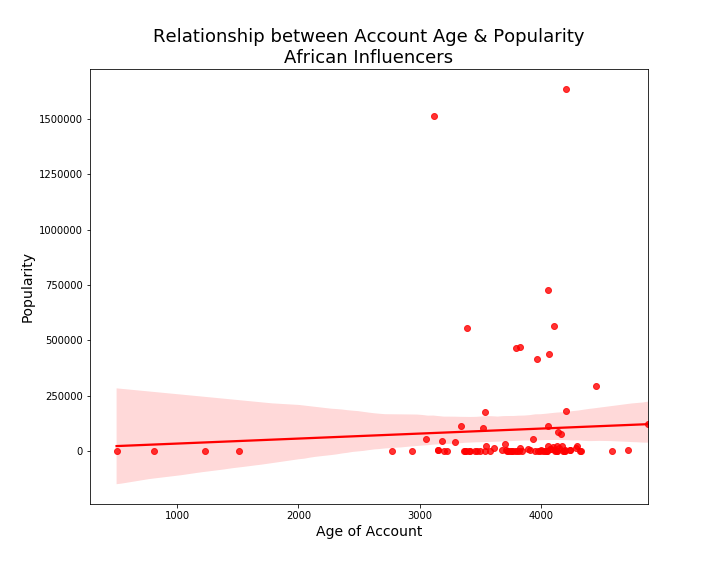 Relationship between Account Age & Popularity
African Influencers
1500000
1250000
1000000
750000
500000
250000
0
Popularity
1000 2000 3000 4000
Age of Account